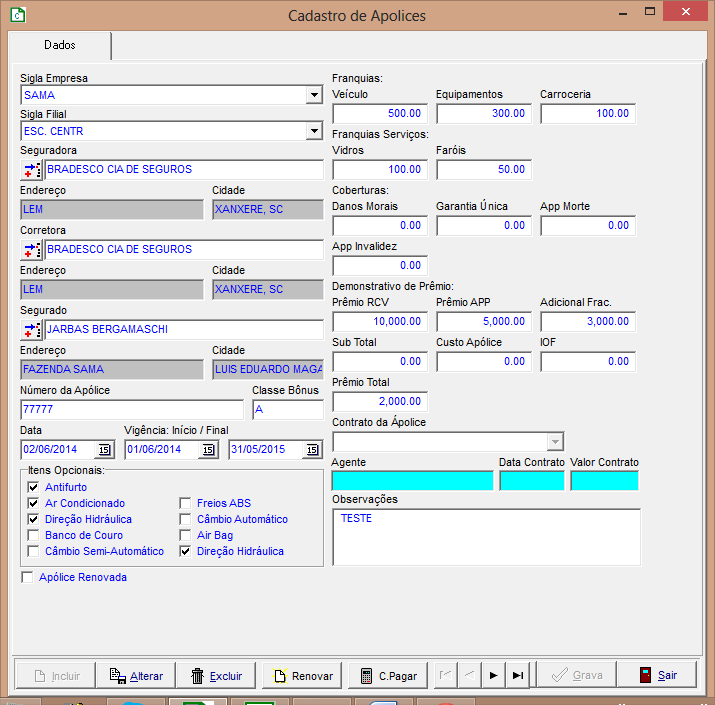 Cadastro de Apolices
Dados
Sigla Empresa
SAMA
Sigla Filial
ESC. CENTR
Seguradora
BRADESCO CIA DE SEGUROS
Endereço Cidade
LEM XANXERE, SC
Corretora
BRADESCO CIA DE SEGUROS
Endereço Cidade
LEM XANXERE, SC
Segurado
JARBAS BERGAMASCHI
Endereço Cidade
FAZENDA SAMA LUIS EDUARDO MAGA
Número da Apólice Classe Bônus
77777 A
Data Vigência: Início / Final
02/06/2014 15 01/06/2014 15 31/05/2015 15
Itens Opcionais:
Antifurto
Ar Condicionado Freios ABS
Direção Hidráulica Câmbio Automático
Banco de Couro Air Bag
Câmbio Semi-Automático Direção Hidráulica
Apólice Renovada
Franquias:
Veículo Equipamentos Carroceria
500.00 300.00 100.00
Franquias Serviços:
Vidros Faróis
100.00 50.00
Coberturas:
Danos Morais Garantia Única App Morte
0.00 0.00 0.00
App Invalidez
0.00
Demonstrativo de Prêmio:
Prêmio RCV Prêmio APP Adicional Frac.
10,000.00 5,000.00 3,000.00
Sub Total Custo Apólice IOF
0.00 0.00 0.00
Prêmio Total
2,000.00
Contrato da Ápolice
Agente Data Contrato Valor Contrato
Observações
TESTE
Incluir Alterar Excluir Renovar C.Pagar Grava Sair